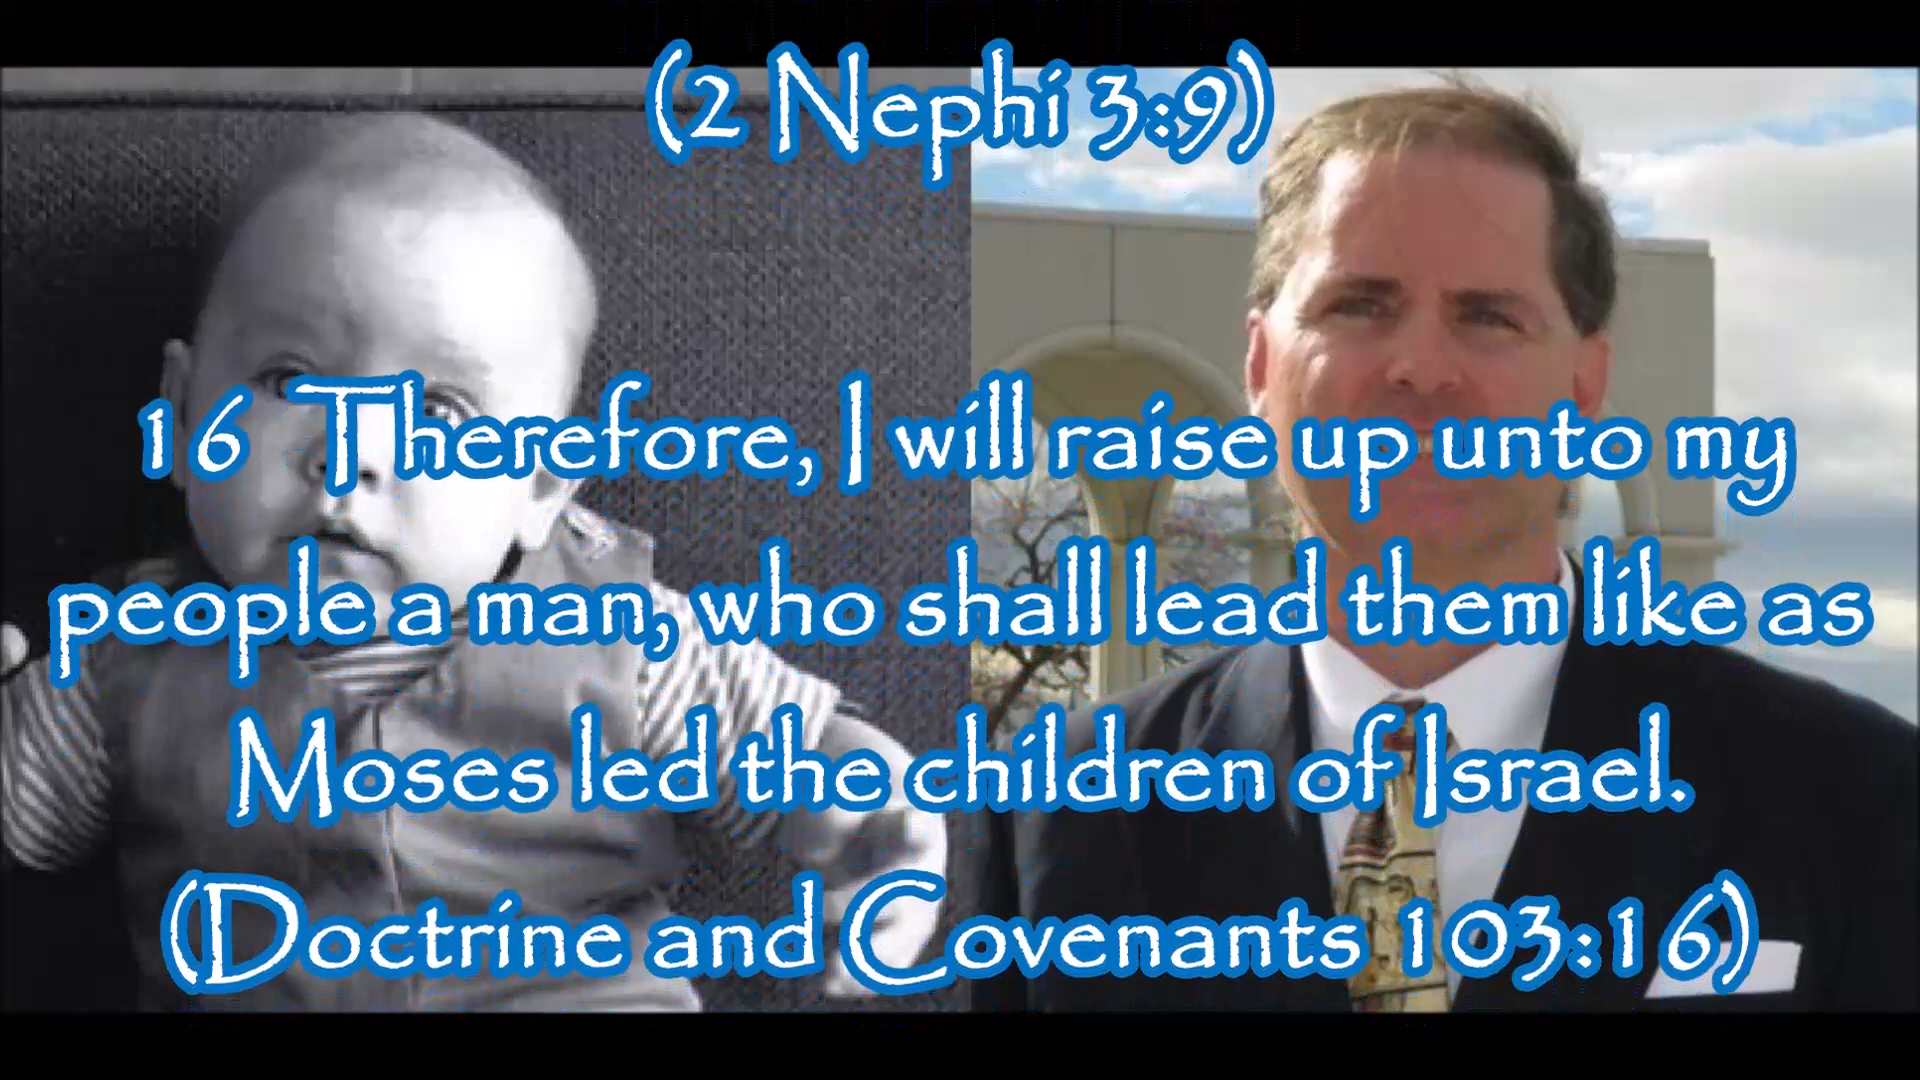 (2 Nephi 3:9)
16 Therefore, I will raise up unto my
people a man, who shall lead them like as
Moses led the children of Israel.
(Doctrine and Covenants 103:16)